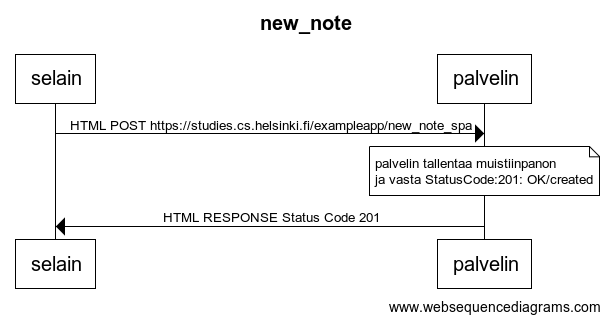 new_note
selain
palvelin
HTML POST https://studies.cs.helsinki.fi/exampleapp/new_note_spa
palvelin tallentaa muistiinpanon
ja vasta StatusCode:201: OK/created
HTML RESPONSE Status Code 201
selain
palvelin
www.websequencediagrams.com